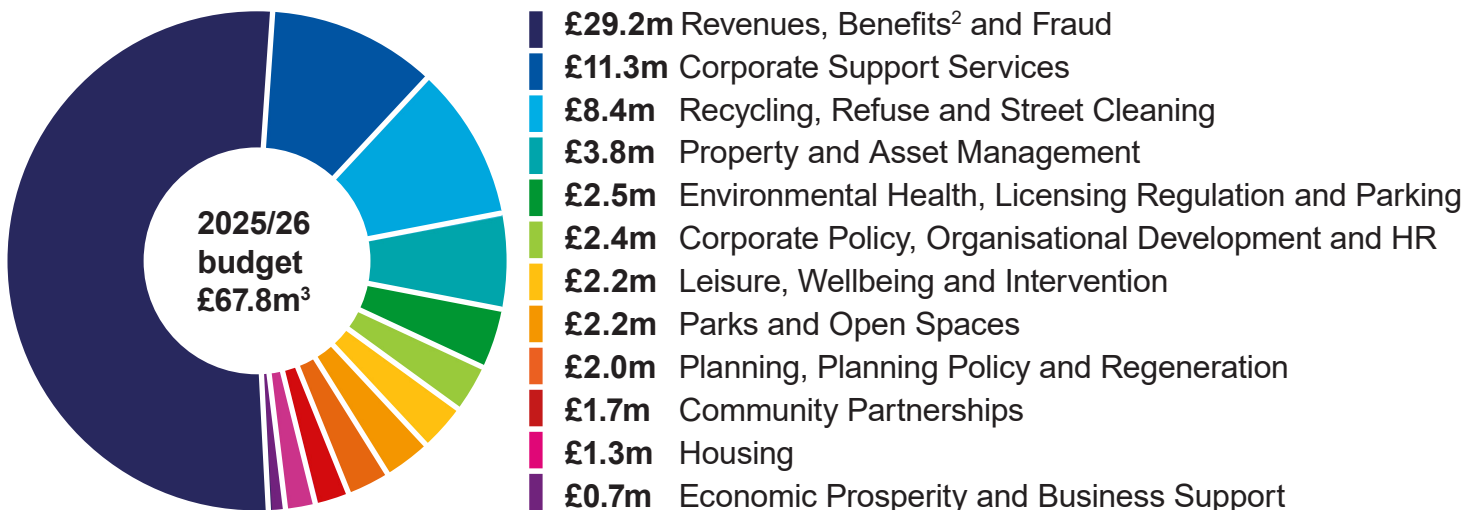 2025/26
budget
£67.8m³
£29.2m Revenues, Benefits² and Fraud
£11.3m Corporate Support Services
£8.4m Recycling, Refuse and Street Cleaning
£3.8m Property and Asset Management
£2.5m Environmental Health, Licensing Regulation and Parking
£2.4m Corporate Policy, Organisational Development and HR
£2.2m Leisure, Wellbeing and Intervention
£2.2m Parks and Open Spaces
£2.0m Planning, Planning Policy and Regeneration
£1.7m Community Partnerships
£1.3m Housing
£0.7m Economic Prosperity and Business Support